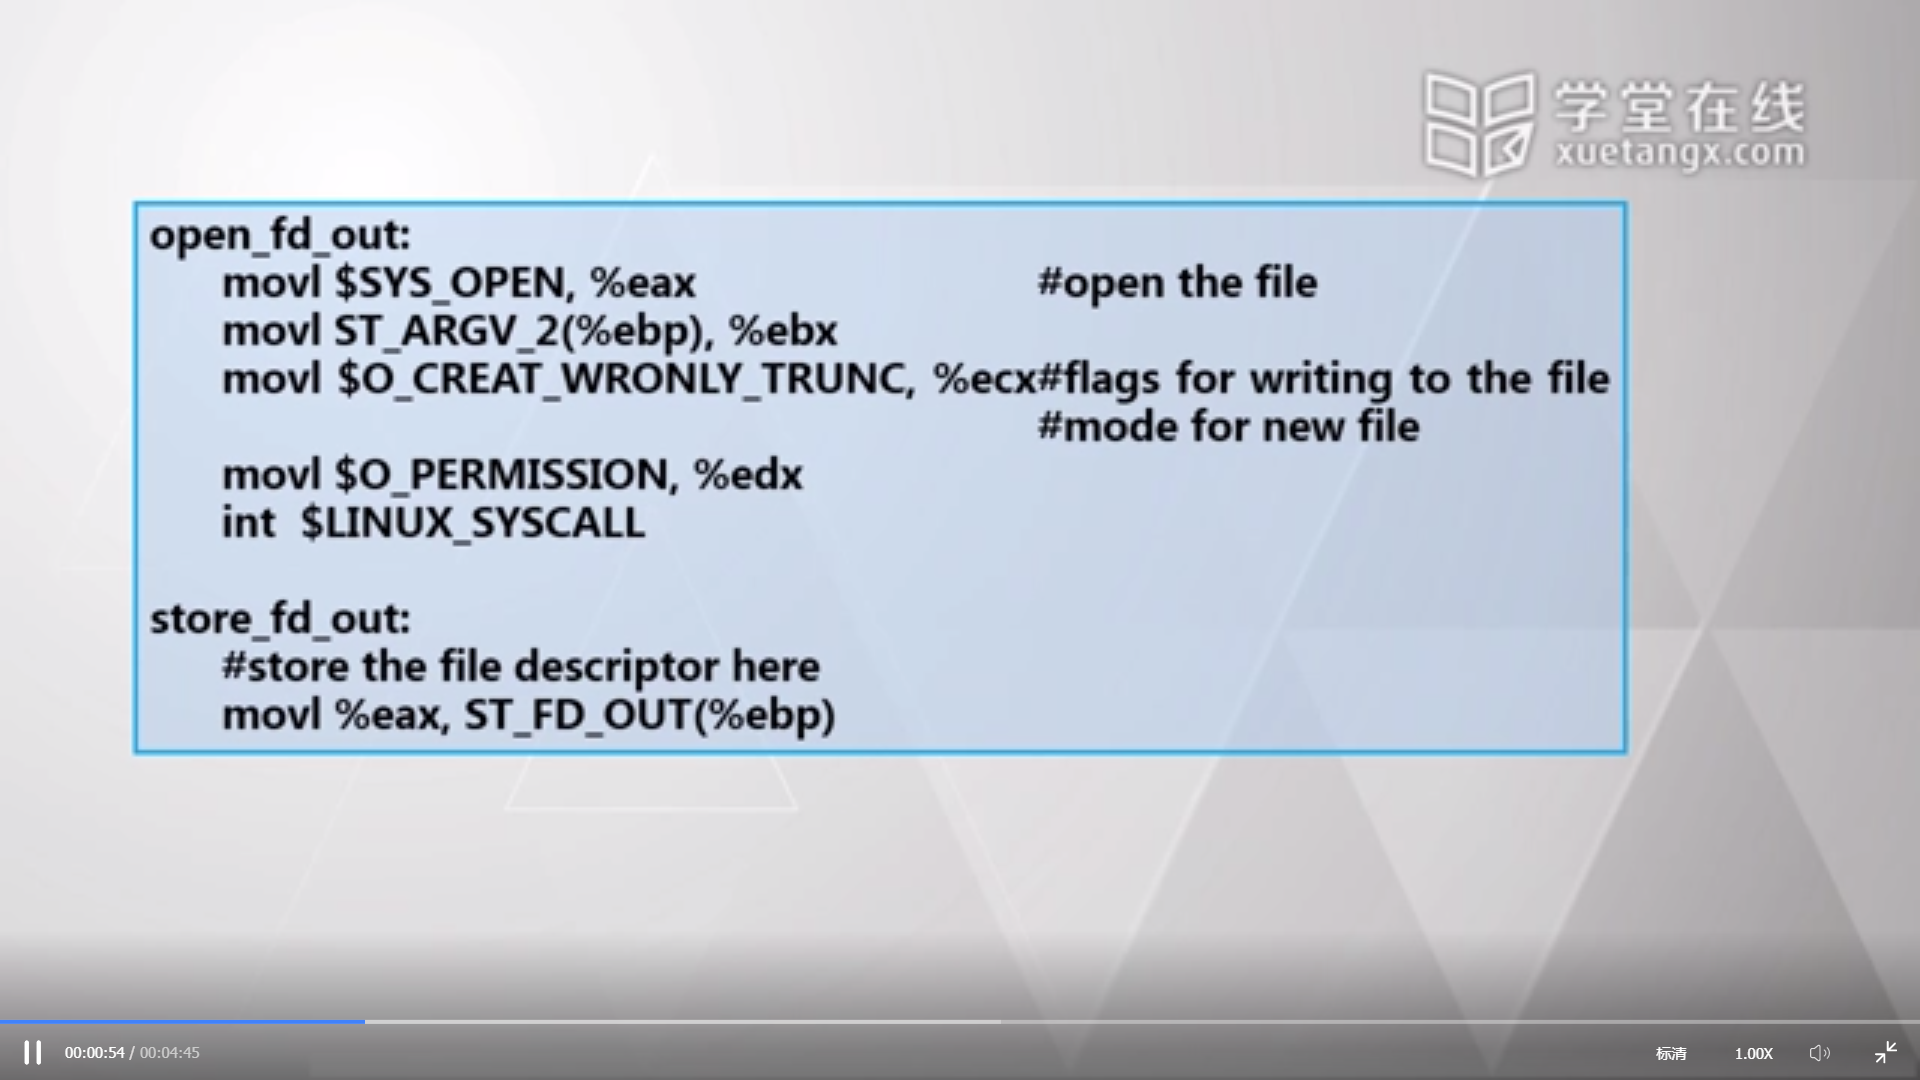 学堂在线
xuetangx.com
open_fd_out:
movl $SYS_OPEN, %eax #open the file
movl ST_ARGV_2(%ebp), %ebx
movl $O_CREAT_WRONLY_TRUNC, %ecx#flags for writing to the file
#mode for new file
movl $O_PERMISSION, %edx
int $LINUX_SYSCALL
store_fd_out:
#store the file descriptor here
movl %eax, ST_FD_OUT(%ebp)
00:00:54 / 00:04:45 标清 1.00X